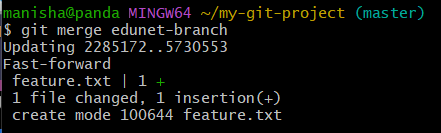 manisha@panda MINGW64 ~/my-git-project (master)
$ git merge edunet-branch
Updating 2285172..5730553
Fast-forward
 feature.txt | 1 +
 1 file changed, 1 insertion(+)
 create mode 100644 feature.txt